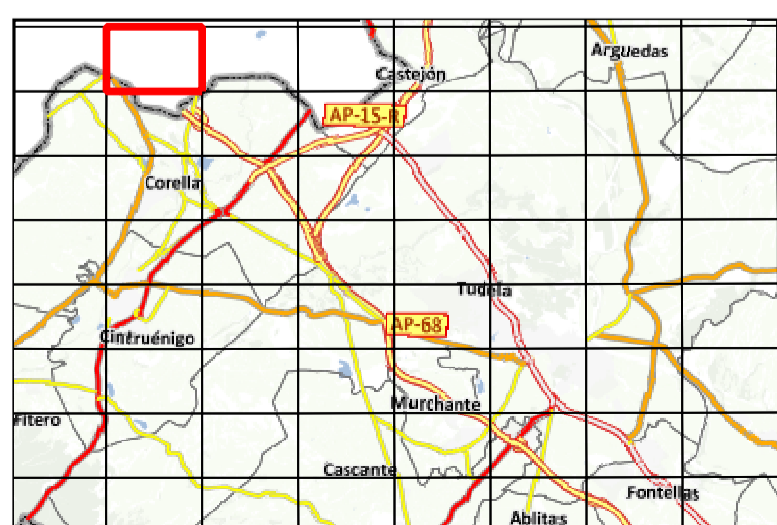 Arguedas
Castejón
AP-15-R
Corella
Tudela
AP-68
Cintruénigo
Murchante
Fitero
Cascante
Fontellas
Ablitas